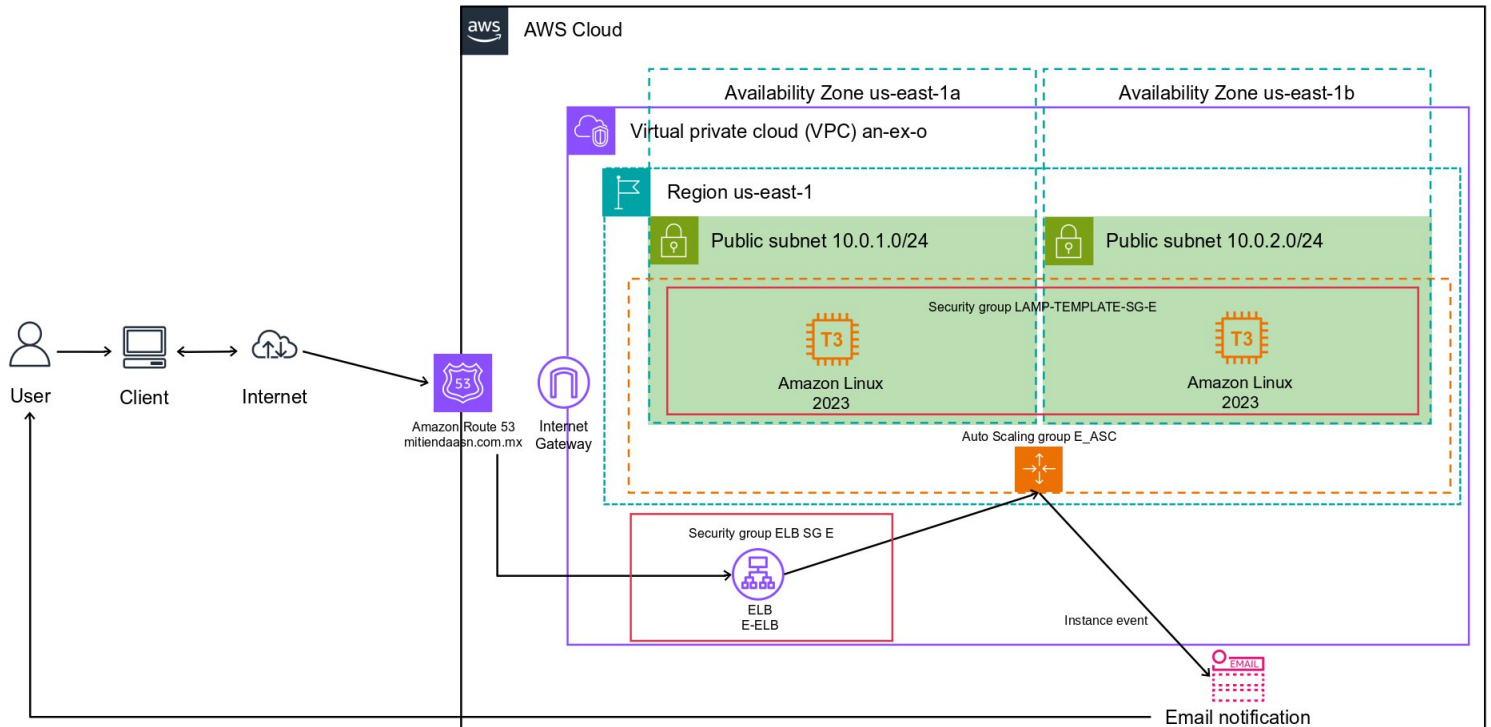 aws
AWS Cloud
Availability Zone us-east-1a
Availability Zone us-east-1b
Virtual private cloud (VPC) an-ex-o
Region us-east-1
Public subnet 10.0.1.0/24
Public subnet 10.0.2.0/24
Security group LAMP-TEMPLATE-SG-E
T3
T3
Amazon Linux
2023
Amazon Linux
2023
User
Client
Internet
53
Amazon Route 53
mitiendaasn.com.mx
Internet
Gateway
Auto Scaling group E_ASC
Security group ELB SG E
ELB
E-ELB
Instance event
EMAIL
Email notification